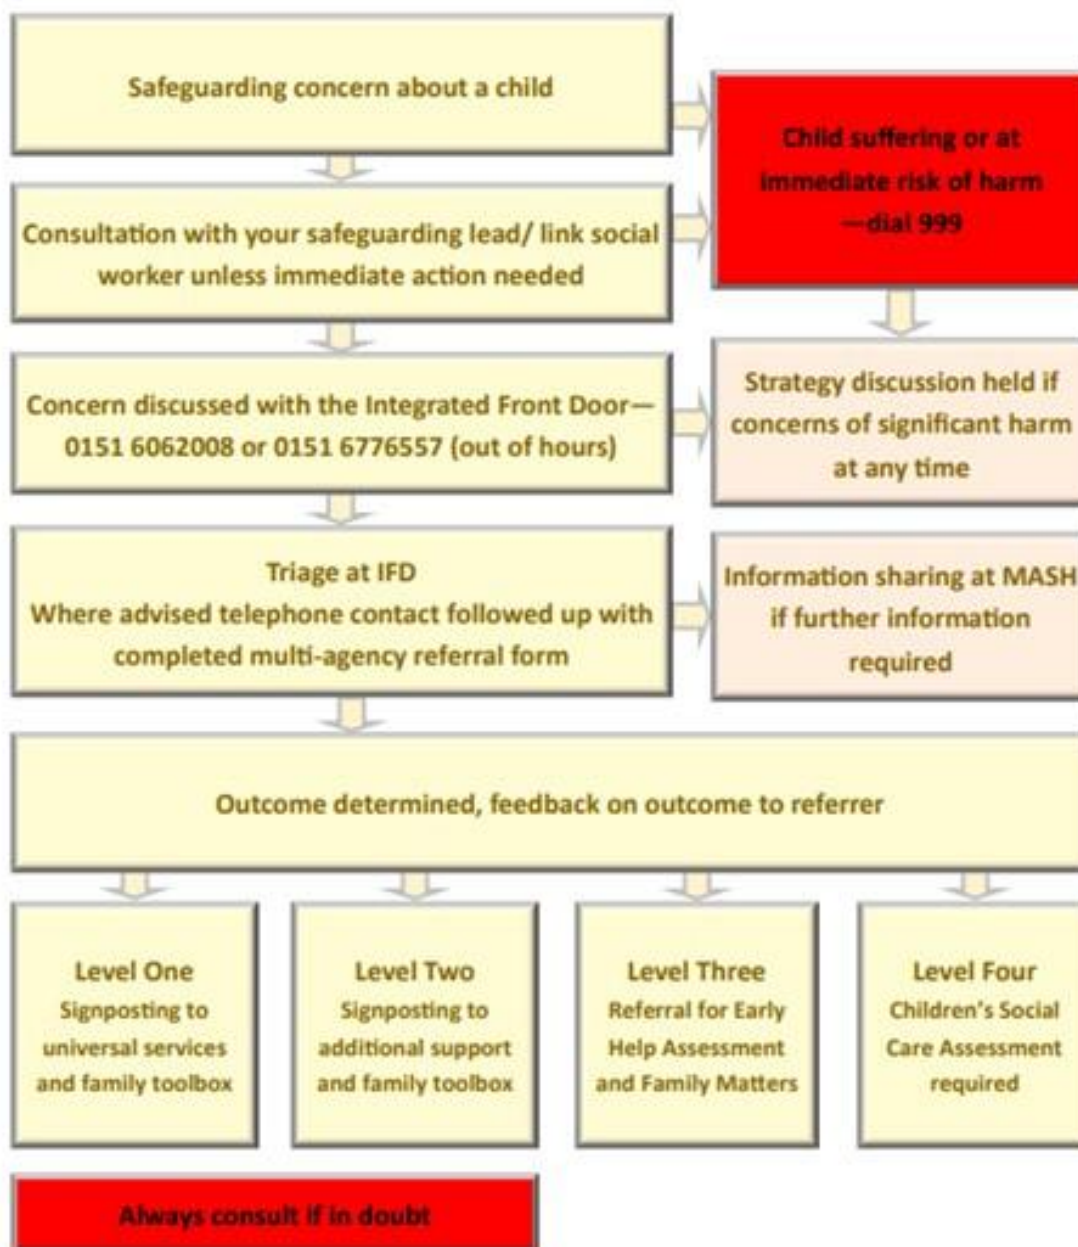 Safeguarding concern about a child
Child suffering or at
immediate risk of harm
—dial 999
Consultation with your safeguarding lead/ link social
worker unless immediate action needed
Concern discussed with the Integrated Front Door—
0151 6062008 or 0151 6776557 (out of hours)
Strategy discussion held if
concerns of significant harm
at any time
Triage at IFD
Where advised telephone contact followed up with
completed multi-agency referral form
Information sharing at MASH
if further information
required
Outcome determined, feedback on outcome to referrer
Level One
Signposting to
universal services
and family toolbox
Level Two
Signposting to
additional support
and family toolbox
Level Three
Referral for Early
Help Assessment
and Family Matters
Level Four
Children's Social
Care Assessment
required
Always consult if in doubt